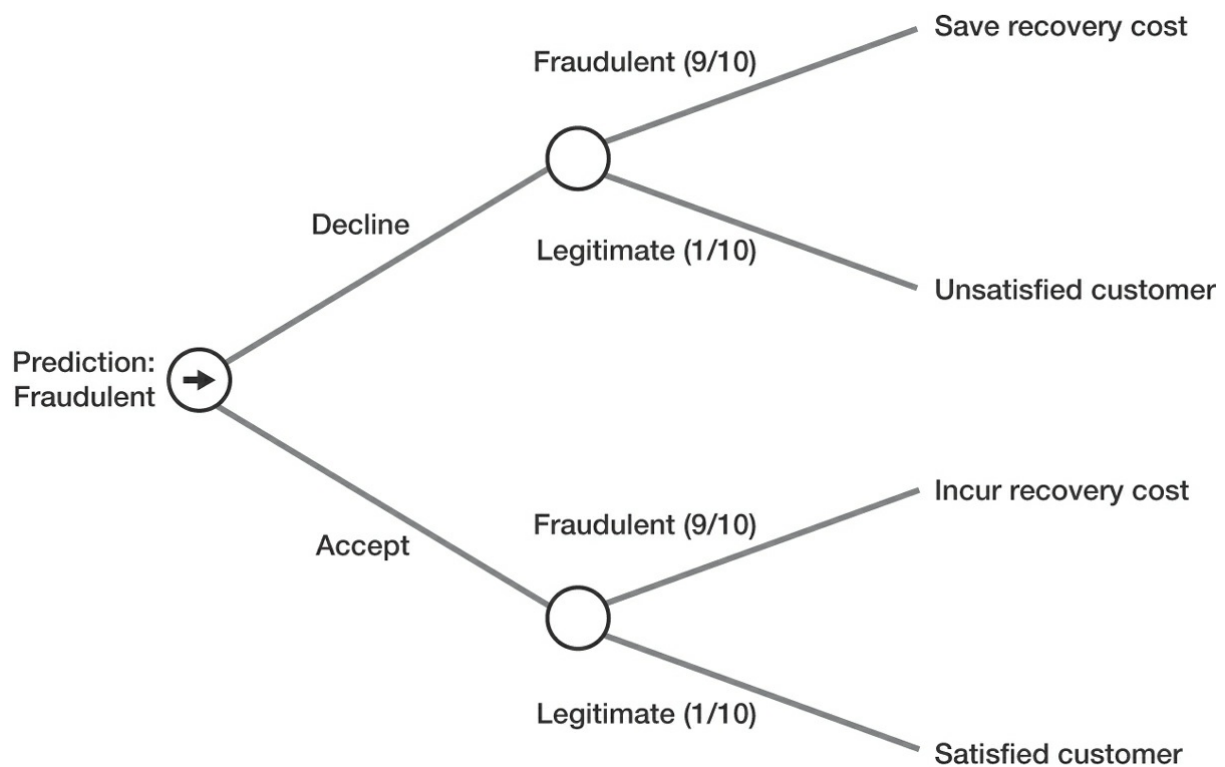 Save recovery cost
Fraudulent (9/10)
Decline
Legitimate (1/10)
Unsatisfied customer
Prediction:
Fraudulent
Incur recovery cost
Fraudulent (9/10)
Accept
Legitimate (1/10)
Satisfied customer